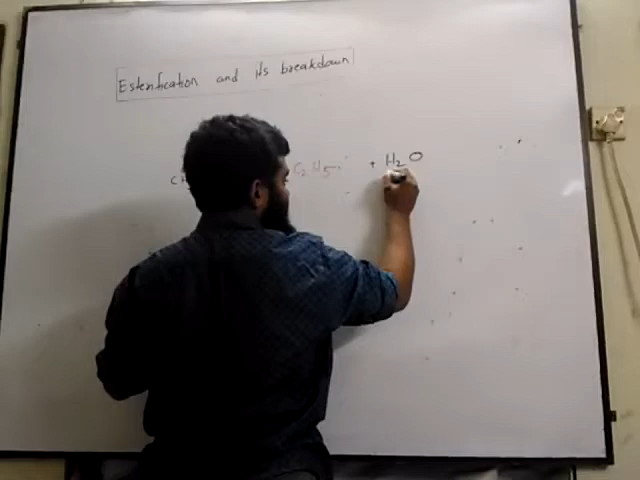 Esterification and its breakdown
C2H5 + H2O